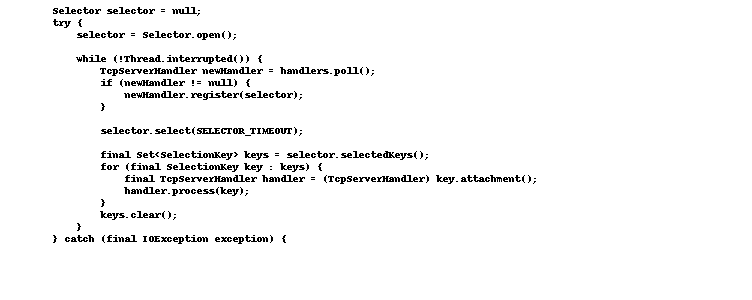 Selector selector = null;
try {
    selector = Selector.open();

    while (!Thread.interrupted()) {
        TcpServerHandler newHandler = handlers.poll();
        if (newHandler != null) {
            newHandler.register(selector);
        }

        selector.select(SELECTOR_TIMEOUT);

        final Set<SelectionKey> keys = selector.selectedKeys();
        for (final SelectionKey key : keys) {
            final TcpServerHandler handler = (TcpServerHandler) key.attachment();
            handler.process(key);
        }
        keys.clear();
    }
} catch (final IOException exception) {